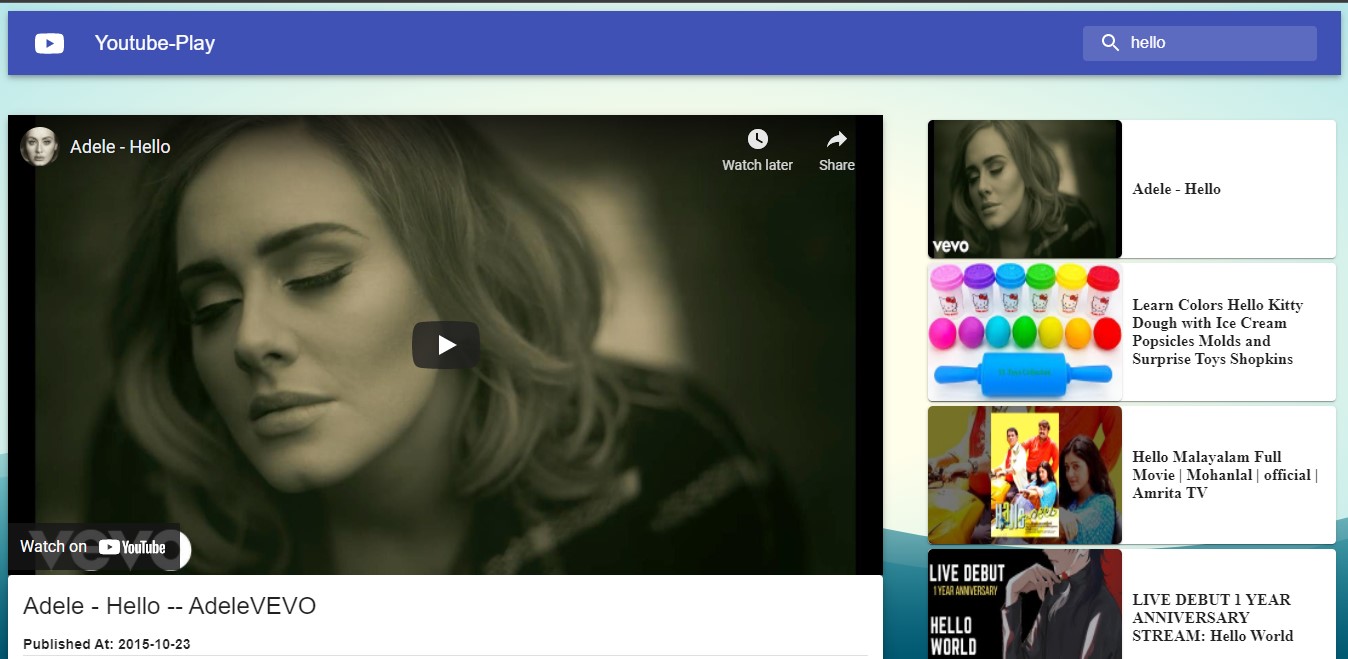 Youtube-Play
hello
Adele - Hello
Watch later
Share
vevo
Watch on YouTube
Adele - Hello -- AdeleVEVO
Published At: 2015-10-23
vevo
Adele - Hello
Learn Colors Hello Kitty
Dough with Ice Cream
Popsicles Molds and
Surprise Toys Shopkins
Hello Malayalam Full
Movie | Mohanlal | official |
Amrita TV
LIVE DEBUT
1 YEAR ANNIVERSARY
HELLO
WORLD
LIVE DEBUT 1 YEAR
ANNIVERSARY
STREAM: Hello World